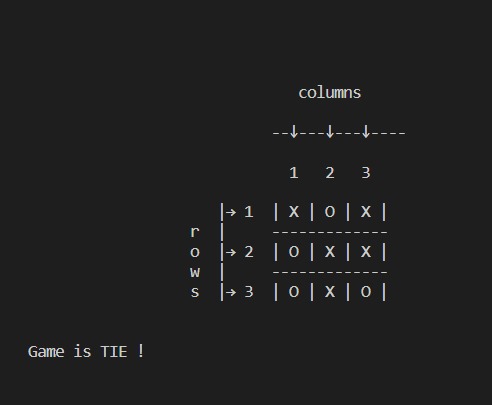 columns
--↓---↓---↓----
1 2 3
|→ 1 | X | O | X |
r | -------------
o |→ 2 | O | X | X |
w | -------------
s |→ 3 | O | X | O |
Game is TIE !